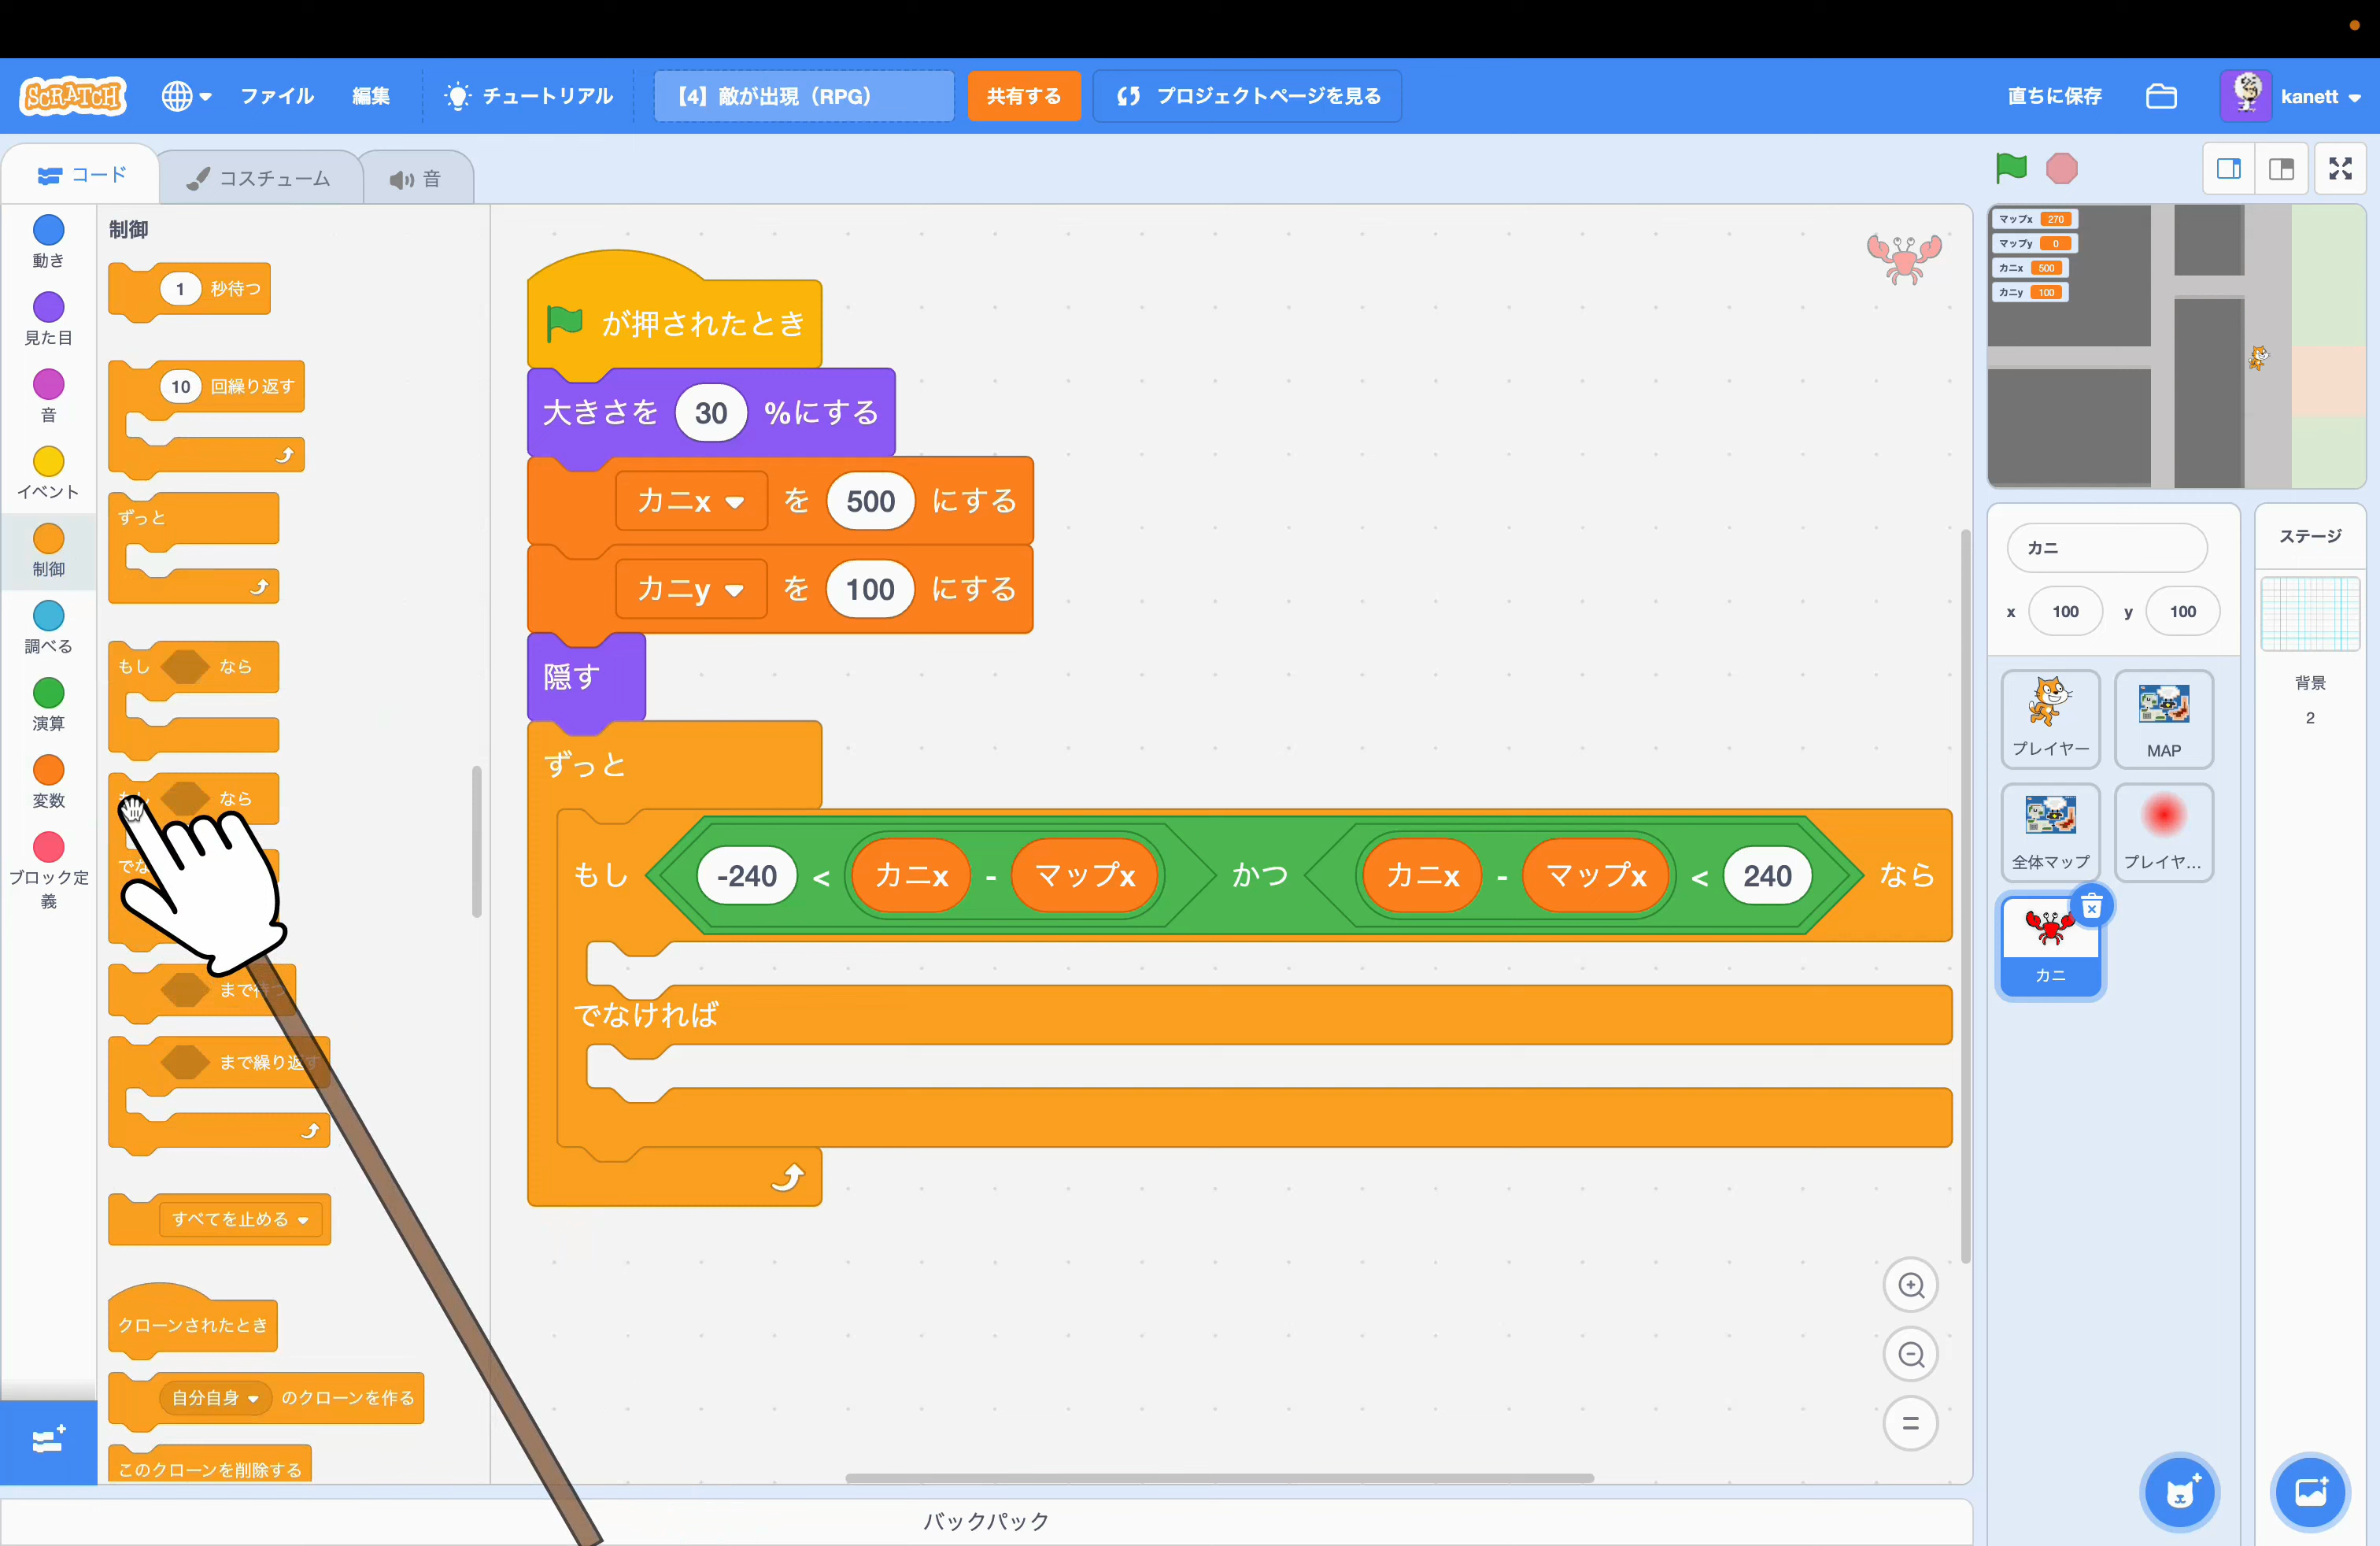 SCRATCH
ファイル
編集
チュートリアル
【4】敵が出現（RPG）
共有する
プロジェクトページを見る
直ちに保存
kanett
コード
コスチューム
音
動き
見た目
音
イベント
制御
調べる
演算
変数
ブロック定義
制御
1 秒待つ
10 回繰り返す
ずっと
もし なら
なら
でな
まで待つ
まで繰り返す
すべてを止める
クローンされたとき
自分自身 のクローンを作る
このクローンを削除する
が押されたとき
大きさを 30 %にする
カニx を 500 にする
カニy を 100 にする
隠す
ずっと
もし -240 < カニx - マップx かつ カニx - マップx < 240 なら
でなければ
マップx 270
マップy 0
カニx 500
カニy 100
カニ
x 100 y 100
プレイヤー
MAP
全体マップ
プレイヤ...
カニ
ステージ
背景
2
バックパック